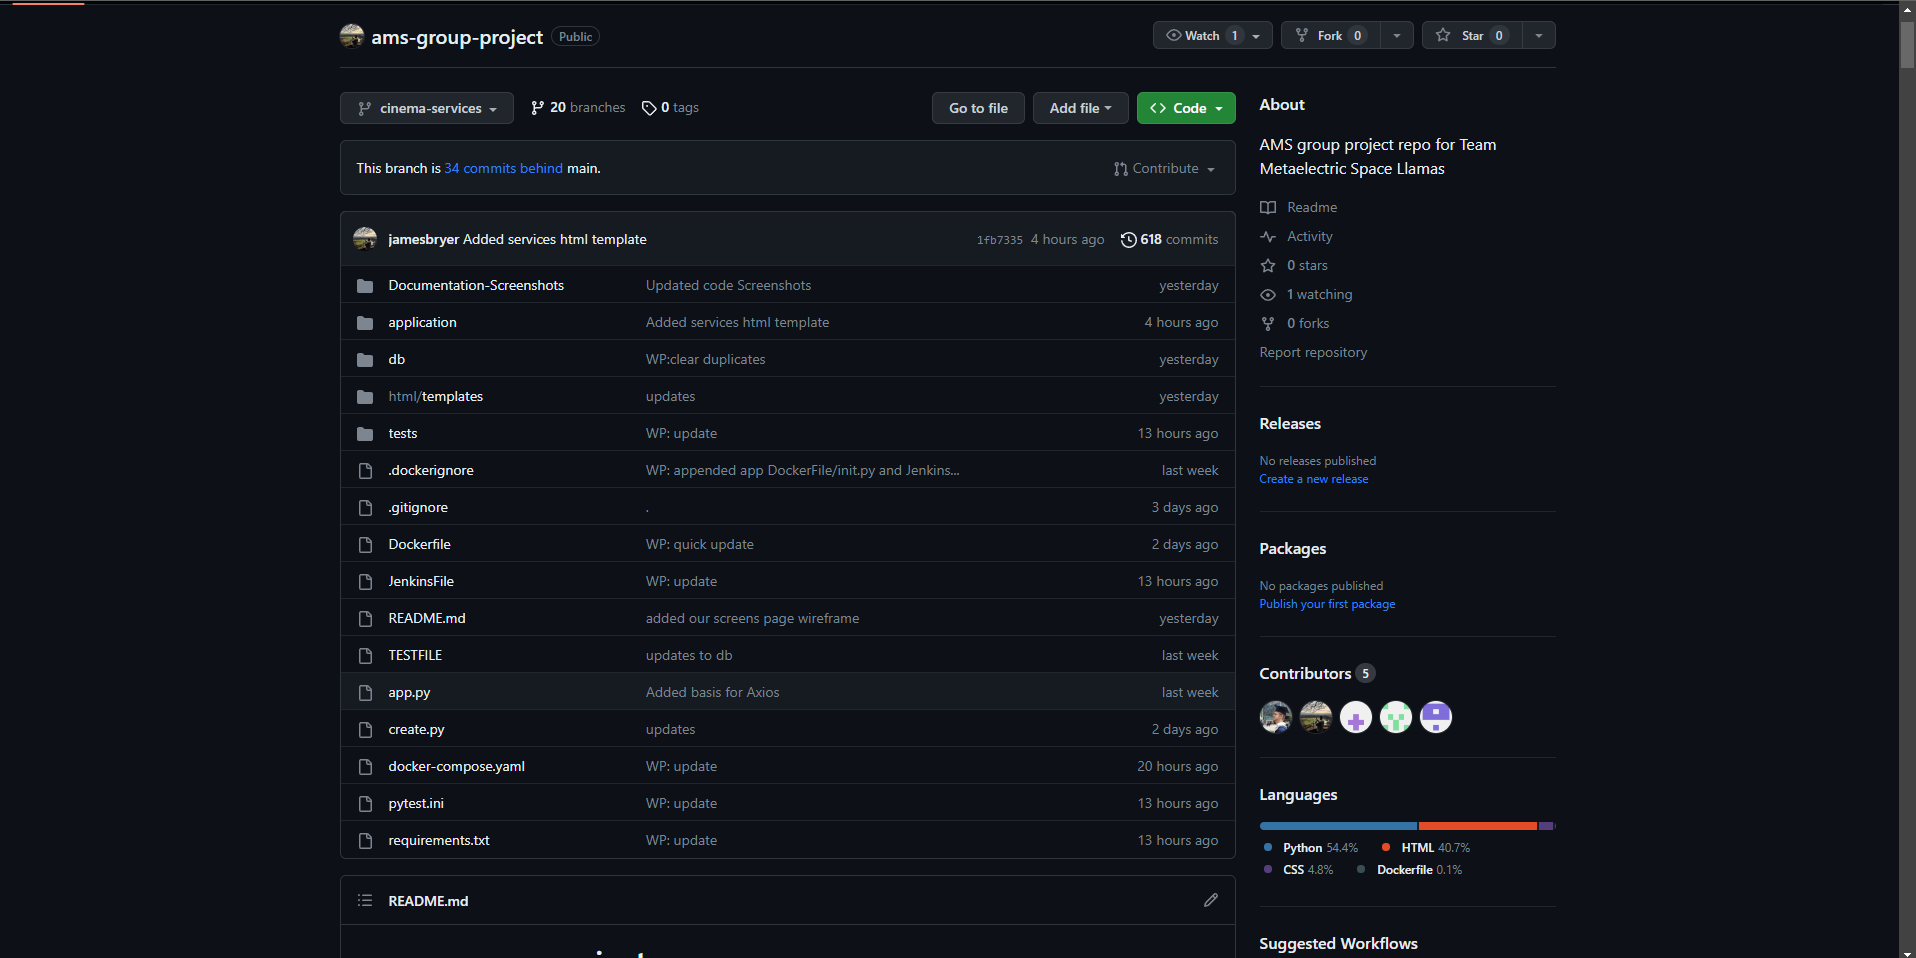 ams-group-project Public Watch 1 Fork 0 Star 0
cinema-services 20 branches 0 tags Go to file Add file Code
This branch is 34 commits behind main. Contribute
jamesbryer Added services html template 1fb7335 4 hours ago 618 commits
Documentation-Screenshots Updated code Screenshots yesterday
application Added services html template 4 hours ago
db WP:clear duplicates yesterday
html/templates updates yesterday
tests WP: update 13 hours ago
.dockerignore WP: appended app DockerFile/init.py and Jenkins... last week
.gitignore . 3 days ago
Dockerfile WP: quick update 2 days ago
JenkinsFile WP: update 13 hours ago
README.md added our screens page wireframe yesterday
TESTFILE updates to db last week
app.py Added basis for Axios last week
create.py updates 2 days ago
docker-compose.yaml WP: update 20 hours ago
pytest.ini WP: update 13 hours ago
requirements.txt WP: update 13 hours ago
README.md
About
AMS group project repo for Team
Metaelectric Space Llamas
Readme
Activity
0 stars
1 watching
0 forks
Report repository
Releases
No releases published
Create a new release
Packages
No packages published
Publish your first package
Contributors 5
Languages
Python 54.4% HTML 40.7%
CSS 4.8% Dockerfile 0.1%
Suggested Workflows